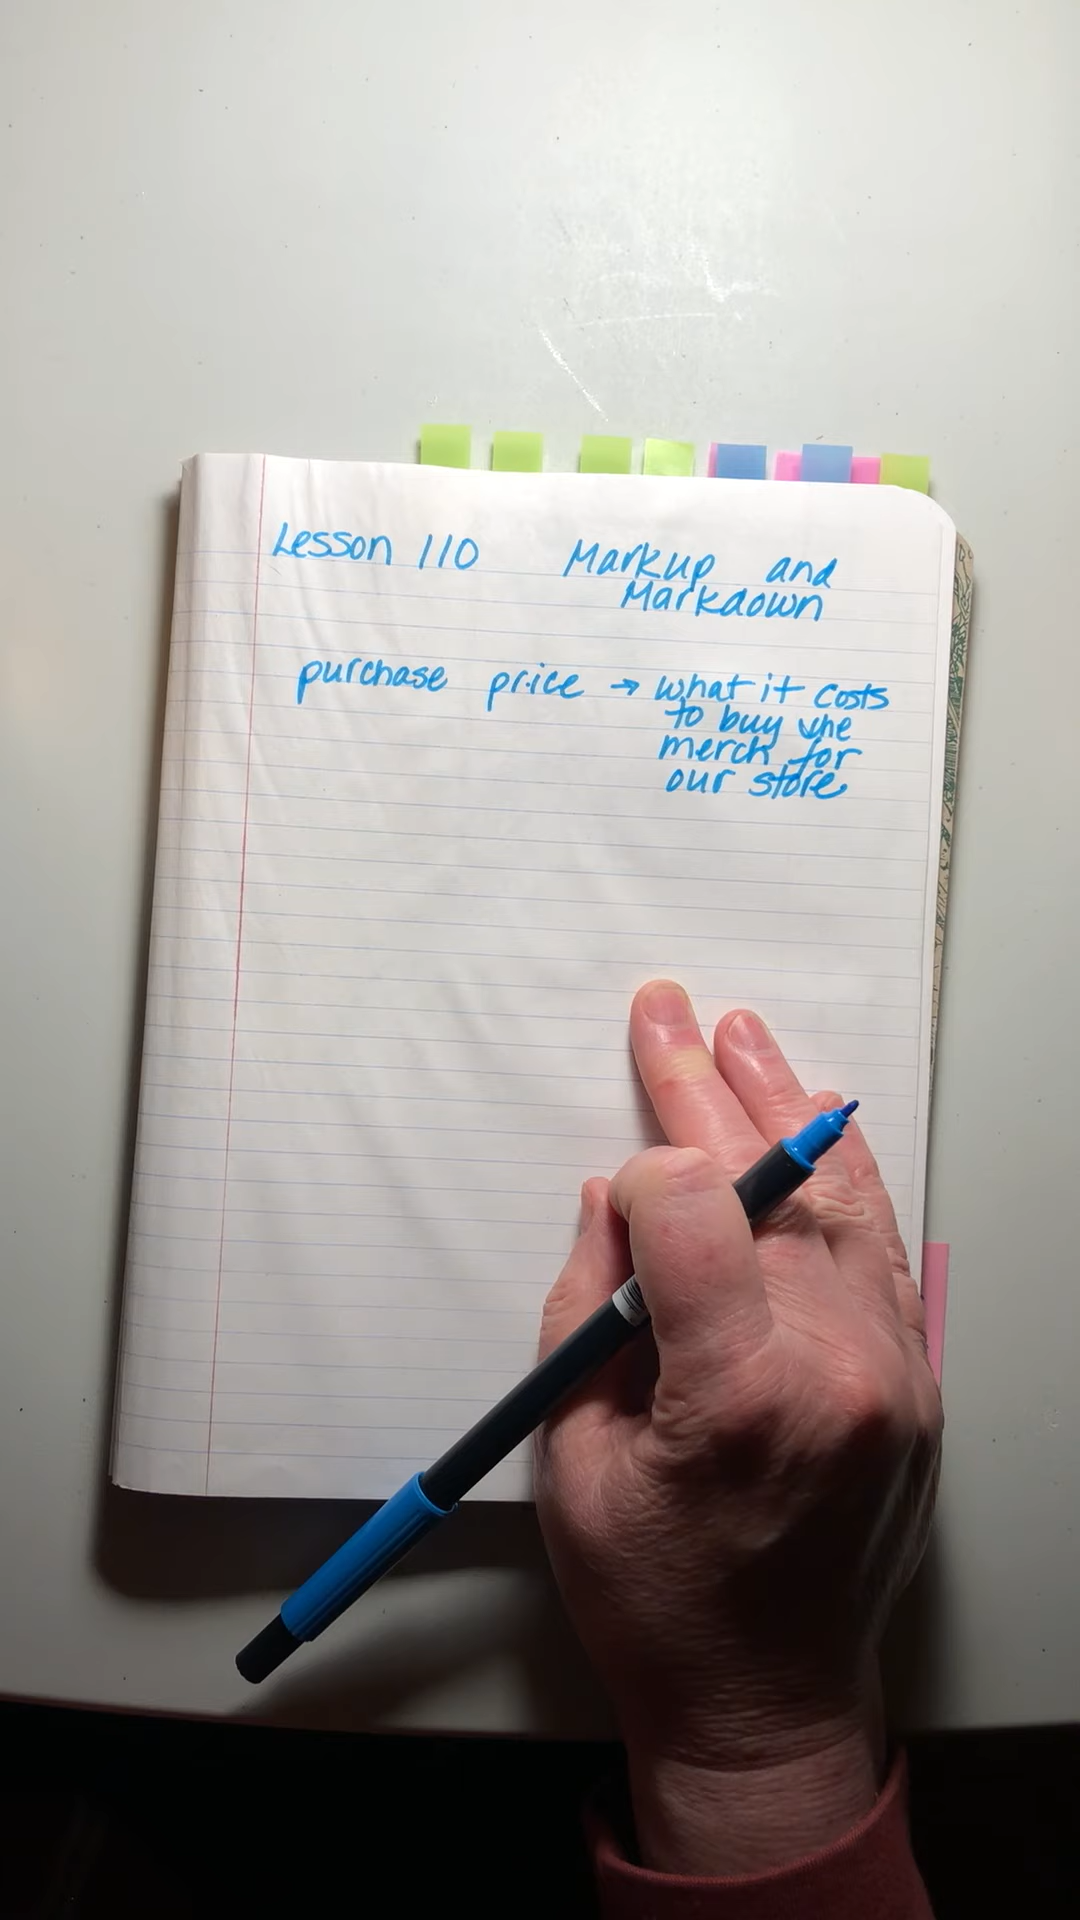 Lesson 110 Markup and
Markdown
purchase price → what it costs
to buy the
merch for
our store